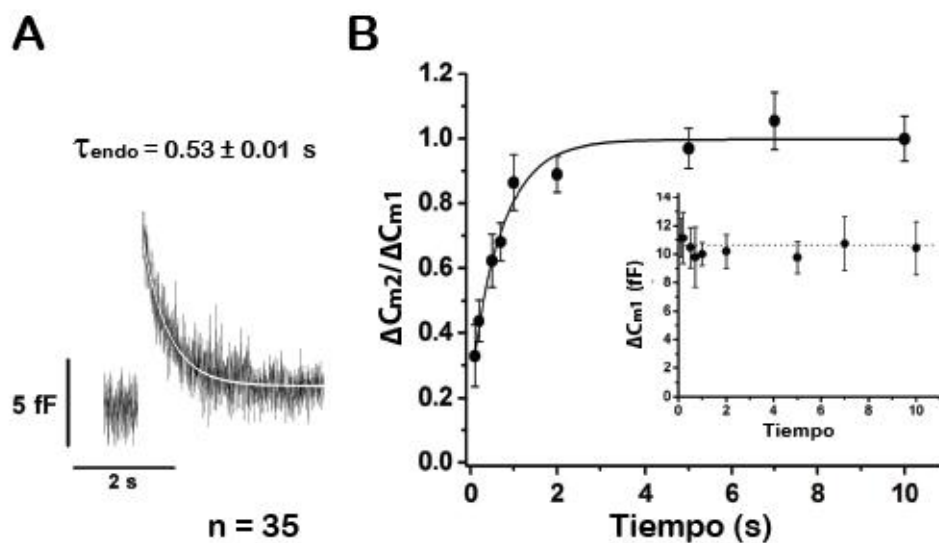 A
τendo = 0.53 ± 0.01 s
5 fF
2 s
n = 35
B
ΔCm2/ΔCm1
1.2
1.0
0.8
0.6
0.4
0.2
0.0
0 2 4 6 8 10
Tiempo (s)
ΔCm1 (fF)
14
12
10
8
6
4
2
0
0 2 4 6 8 10
Tiempo